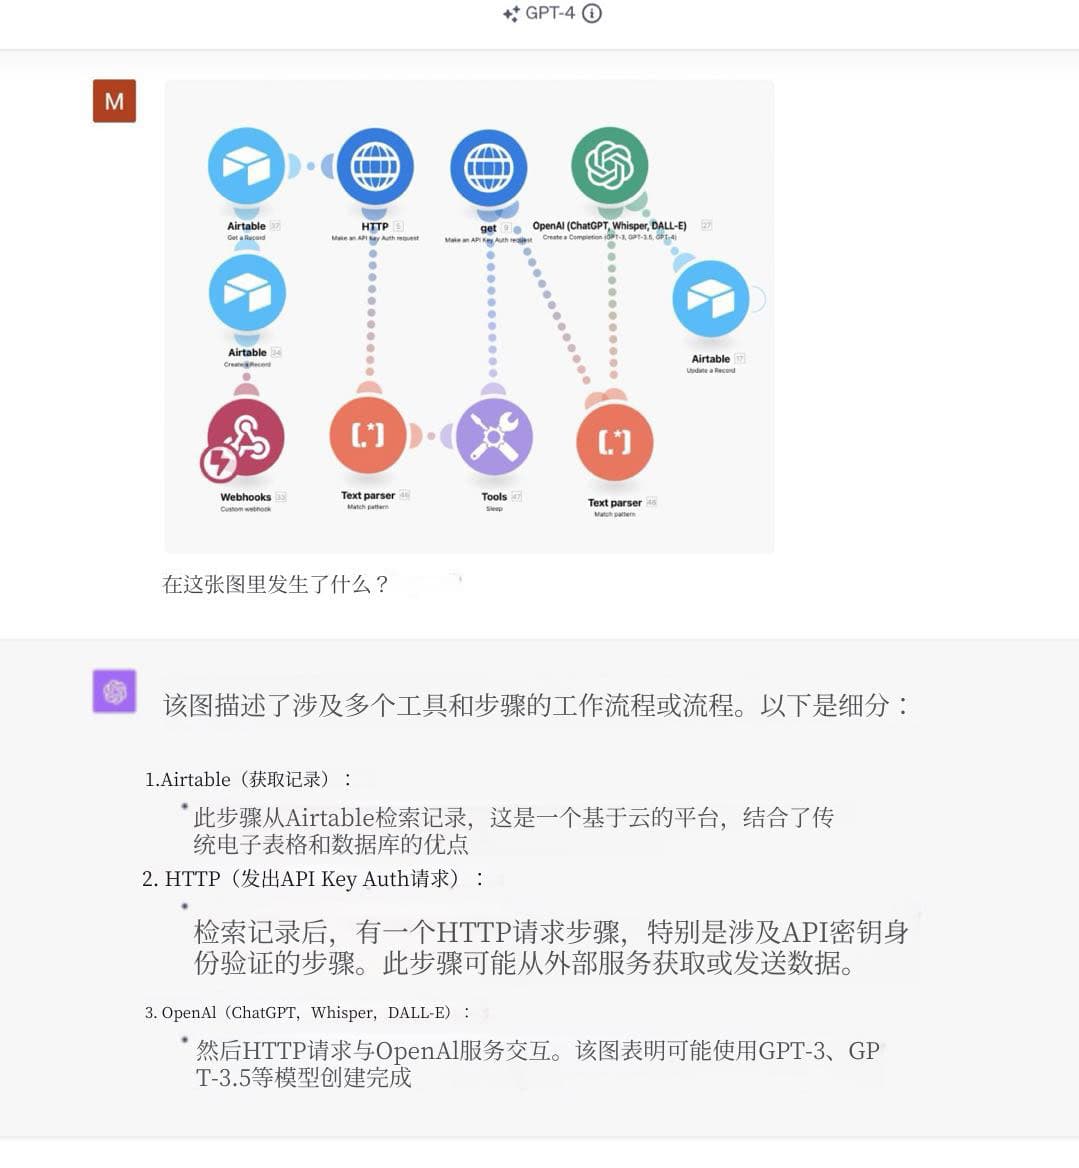 GPT-4
M
Airtable 37
Get a Record
HTTP 5
Make an API Key Auth request
get 9
Make an API Key Auth request
OpenAI (ChatGPT, Whisper, DALL-E) 27
Create a Completion (GPT-3, GPT-3.5, GPT-4)
Airtable 34
Create a Record
Airtable 17
Update a Record
Webhooks 33
Custom webhook
Text parser 46
Match pattern
Tools 47
Sleep
Text parser 48
Match pattern
在这张图里发生了什么？
该图描述了涉及多个工具和步骤的工作流程或流程。以下是细分：
1.Airtable（获取记录）：
此步骤从Airtable检索记录，这是一个基于云的平台，结合了传
统电子表格和数据库的优点
2. HTTP（发出API Key Auth请求）：
检索记录后，有一个HTTP请求步骤，特别是涉及API密钥身
份验证的步骤。此步骤可能从外部服务获取或发送数据。
3. OpenAl（ChatGPT，Whisper，DALL-E）：
然后HTTP请求与OpenAl服务交互。该图表明可能使用GPT-3、GP
T-3.5等模型创建完成